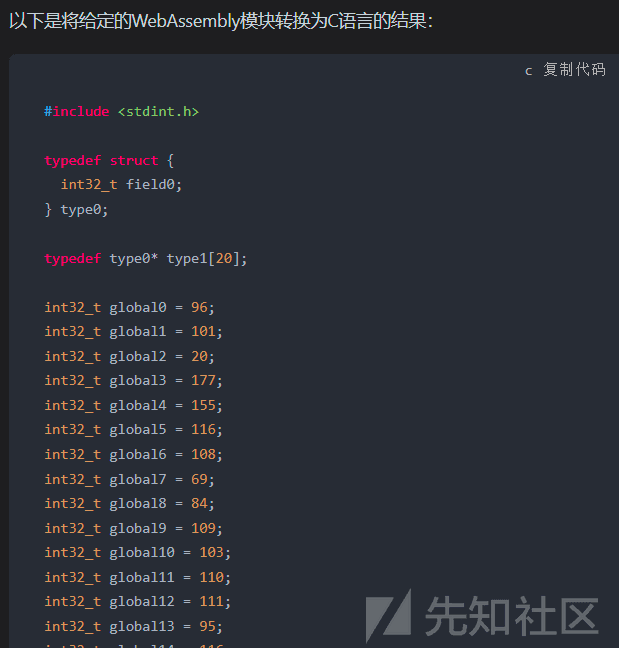 以下是将给定的WebAssembly模块转换为C语言的结果：
c 复制代码
#include <stdint.h>
typedef struct {
int32_t field0;
} type0;
typedef type0* type1[20];
int32_t global0 = 96;
int32_t global1 = 101;
int32_t global2 = 20;
int32_t global3 = 177;
int32_t global4 = 155;
int32_t global5 = 116;
int32_t global6 = 108;
int32_t global7 = 69;
int32_t global8 = 84;
int32_t global9 = 109;
int32_t global10 = 103;
int32_t global11 = 110;
int32_t global12 = 111;
int32_t global13 = 95;
先知社区